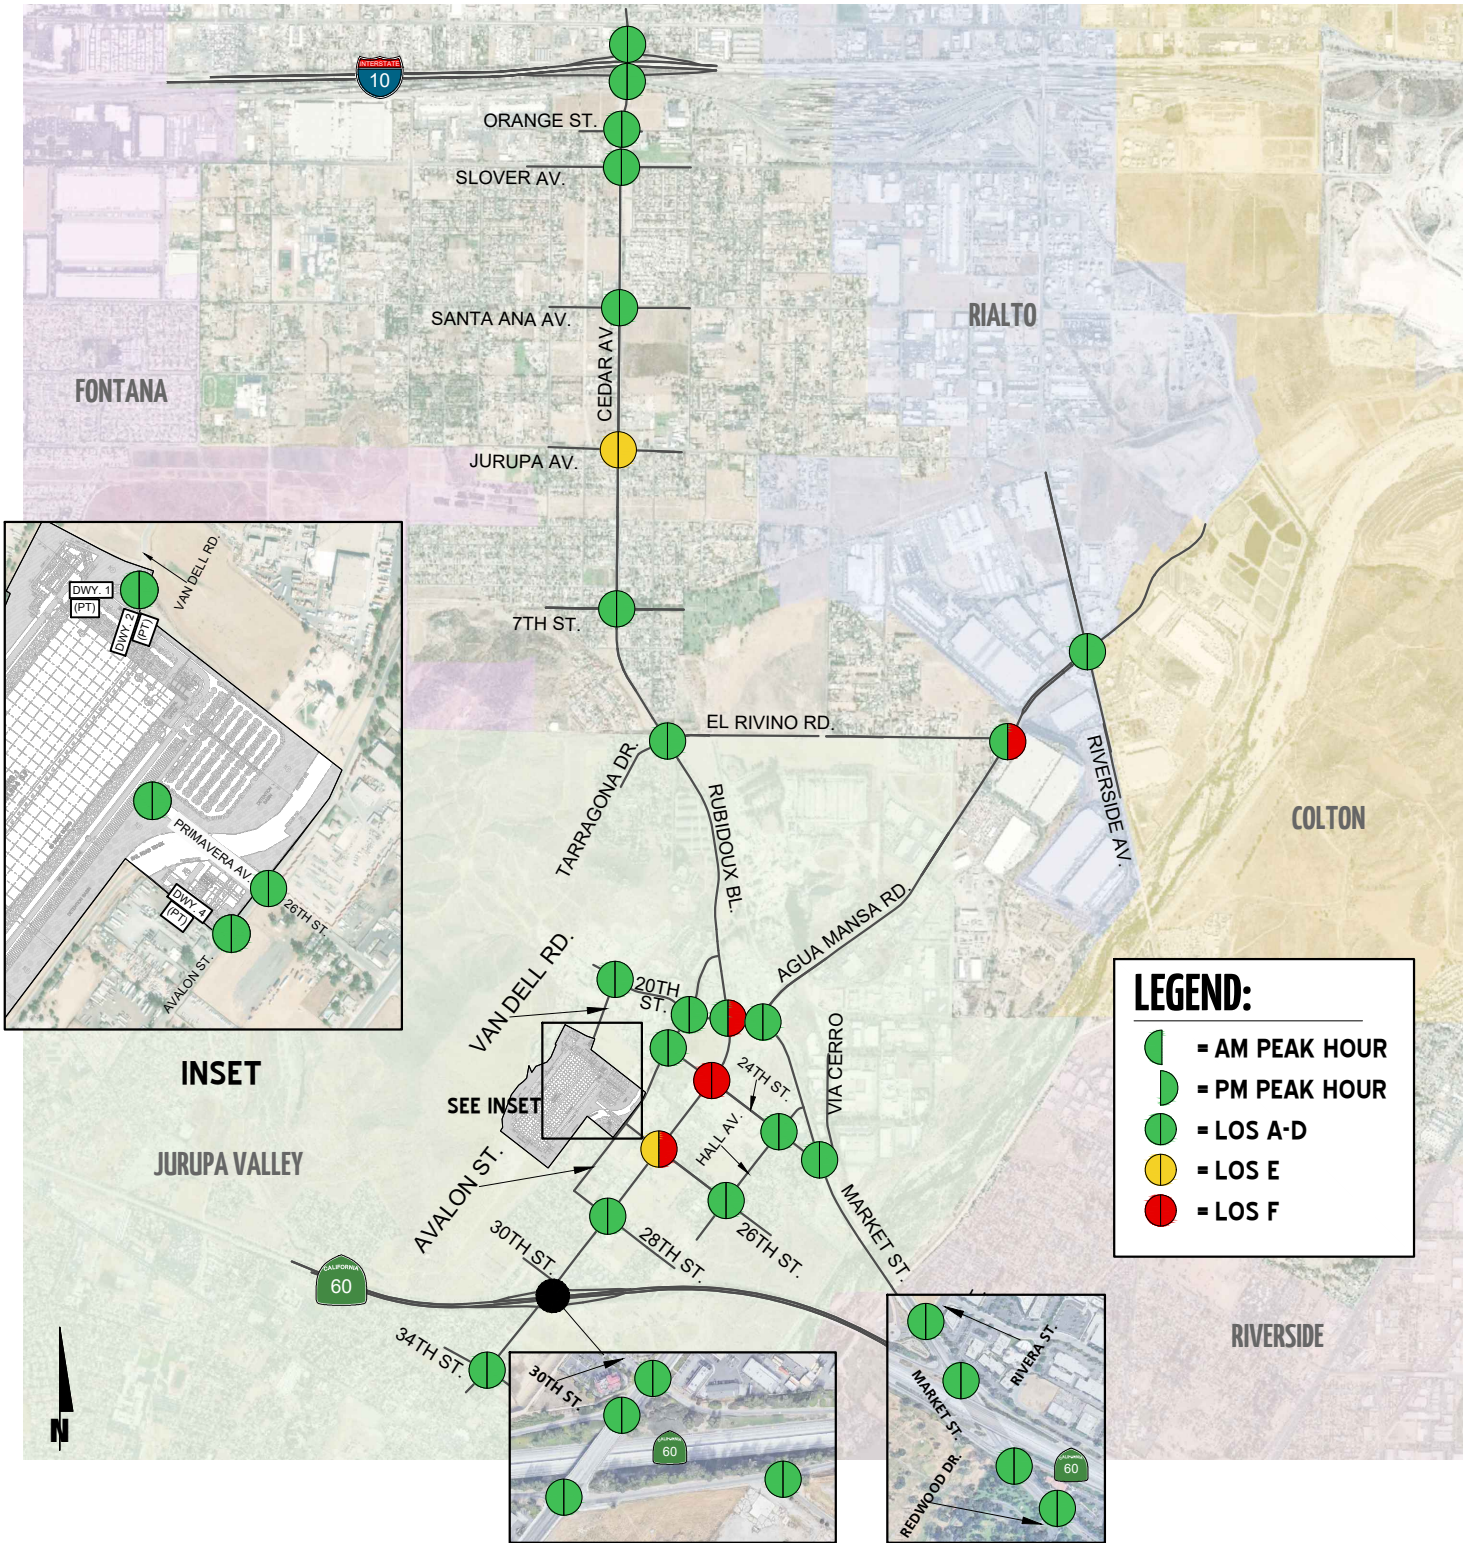 INTERSTATE
10
ORANGE ST.
SLOVER AV.
SANTA ANA AV.
CEDAR AV
RIALTO
FONTANA
JURUPA AV.
7TH ST.
VAN DELL RD.
DWY. 1
(PT)
DWY. 2
(PT)
PRIMAVERA AV.
26TH ST.
DWY. 4
(PT)
AVALON ST.
INSET
EL RIVINO RD.
TARRAGONA DR.
RUBIDOUX BL.
RIVERSIDE AV.
COLTON
AGUA MANSA RD.
VAN DELL RD.
20TH
ST.
VIA CERRO
24TH ST.
HALL AV.
SEE INSET
JURUPA VALLEY
AVALON ST.
30TH ST.
28TH ST.
26TH ST.
MARKET ST.
CALIFORNIA
60
34TH ST.
N
30TH ST.
CALIFORNIA
60
RIVERA ST.
MARKET ST.
REDWOOD DR.
CALIFORNIA
60
RIVERSIDE
LEGEND:
= AM PEAK HOUR
= PM PEAK HOUR
= LOS A-D
= LOS E
= LOS F